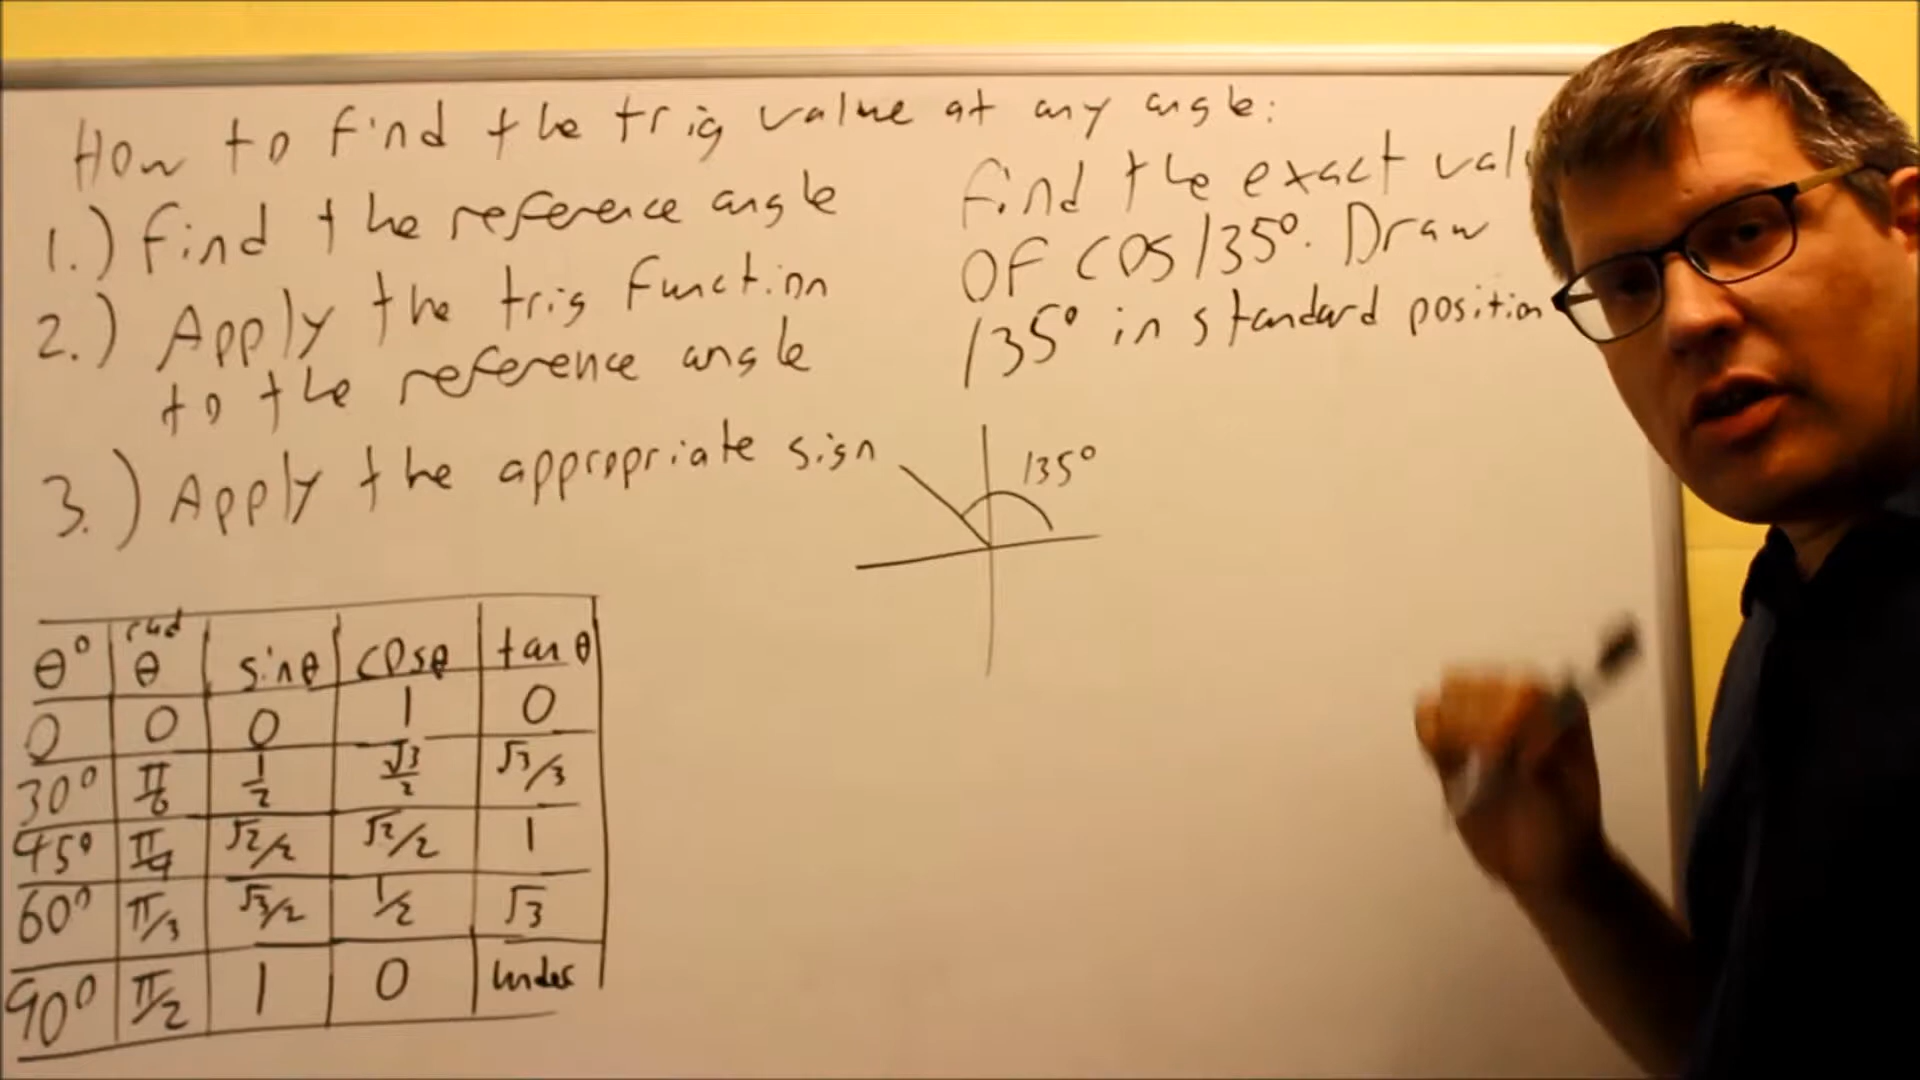 How to find the trig value at any angle:
1.) Find the reference angle
2.) Apply the trig function
to the reference angle
3.) Apply the appropriate sign
Find the exact
OF COS 135°. Draw
135° in standard position
135°
θ° rad θ sinθ cosθ tanθ
0 0 0 1 0
30° π/6 1/2 √3/2 √3/3
45° π/4 √2/2 √2/2 1
60° π/3 √3/2 1/2 √3
90° π/2 1 0